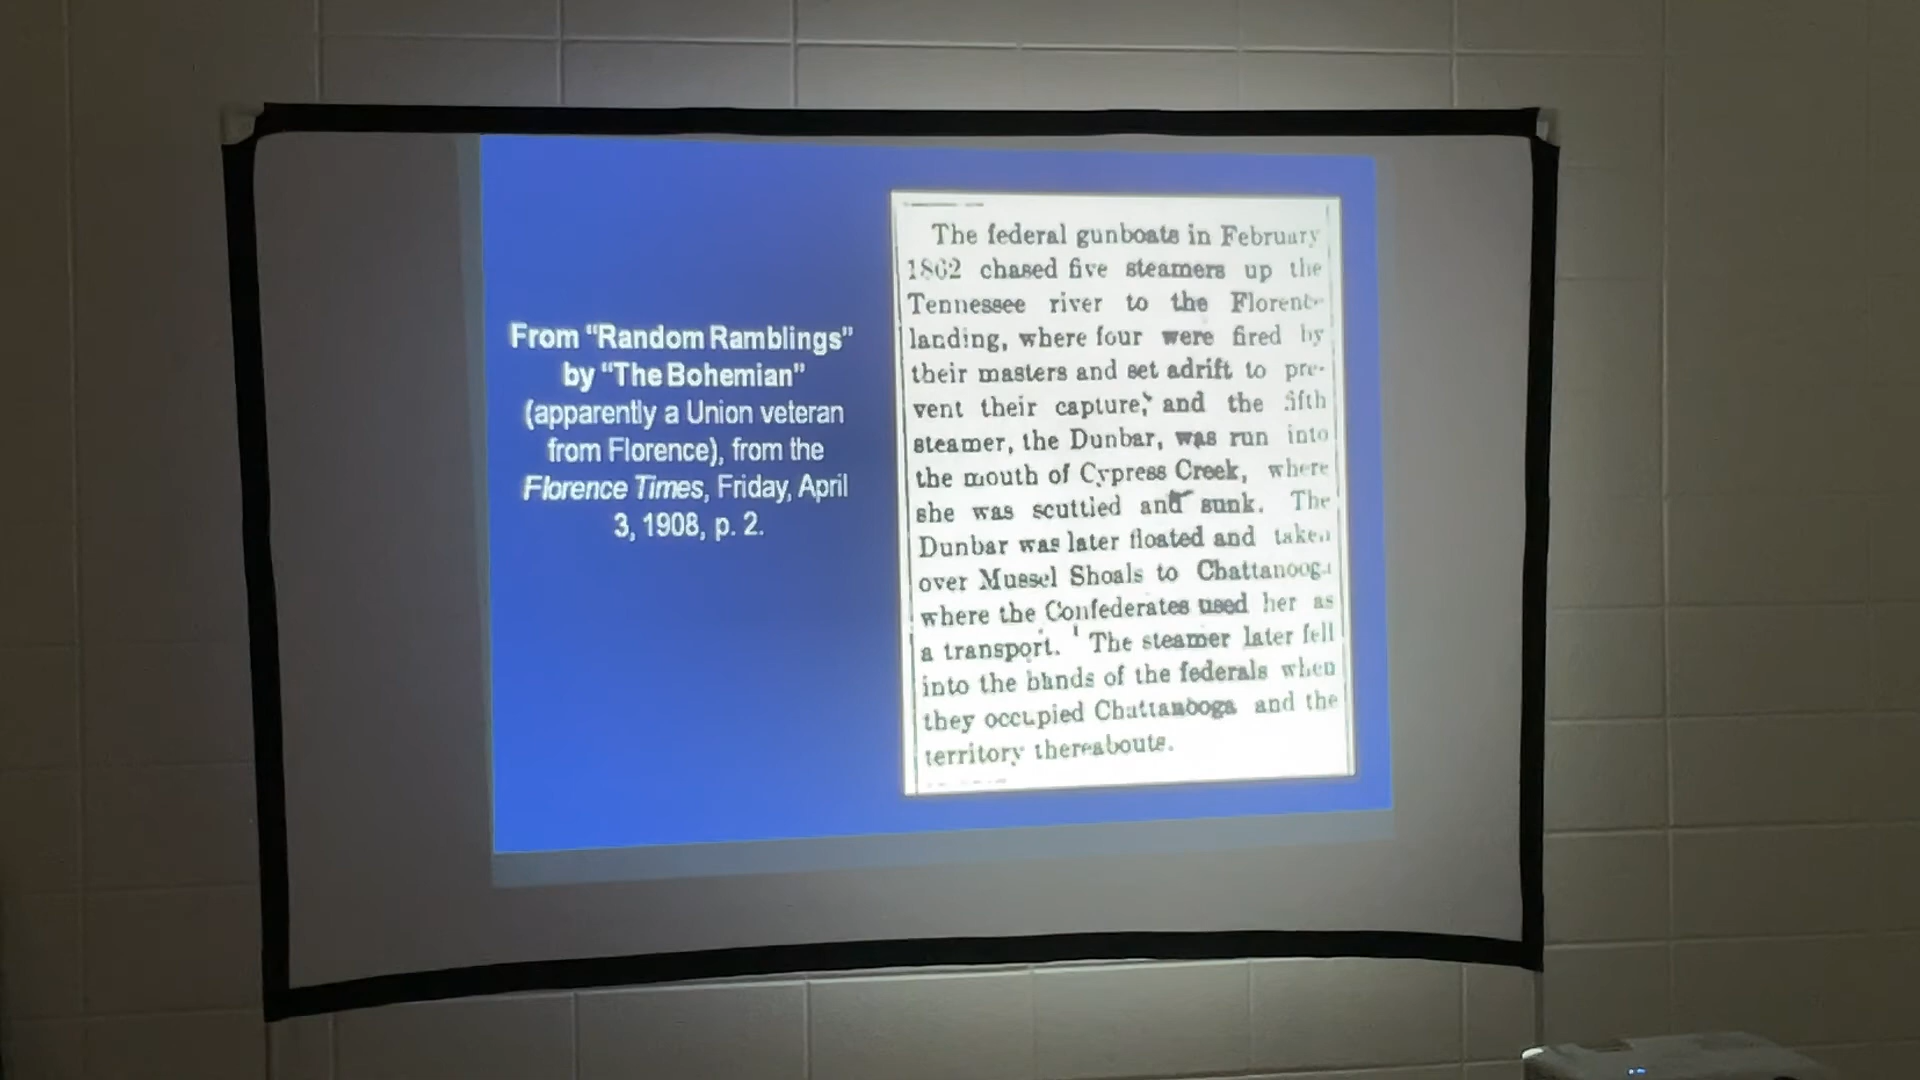 From “Random Ramblings”
by “The Bohemian”
(apparently a Union veteran
from Florence), from the
Florence Times, Friday, April
3, 1908, p. 2.
The federal gunboats in February
1862 chased five steamers up the
Tennessee river to the Florence
landing, where four were fired by
their masters and set adrift to pre-
vent their capture, and the fifth
steamer, the Dunbar, was run into
the mouth of Cypress Creek, where
she was scuttled and sunk. The
Dunbar was later floated and taken
over Mussel Shoals to Chattanooga
where the Confederates used her as
a transport. The steamer later fell
into the hands of the federals when
they occupied Chattanooga and the
territory thereabouts.